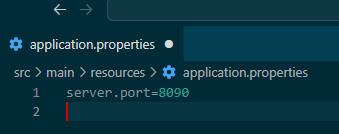 application.properties
src > main > resources > application.properties
1 server.port=8090
2